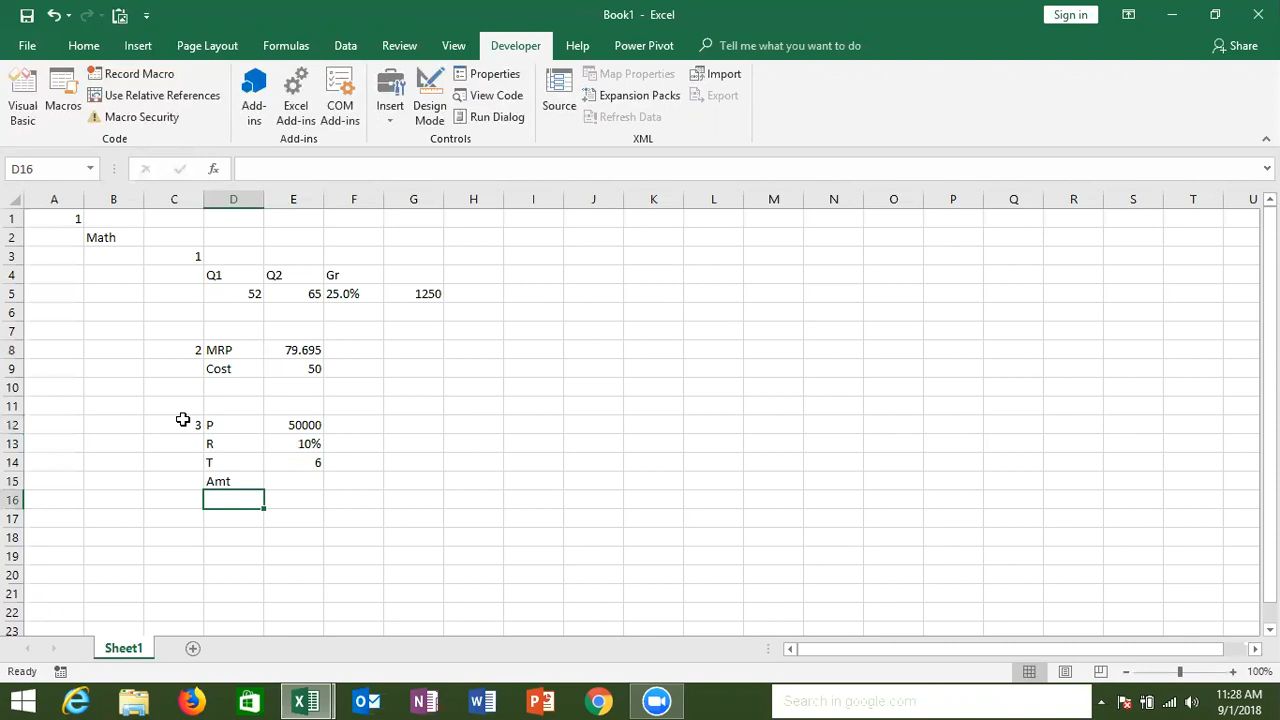 Book1 - Excel
Sign in
File Home Insert Page Layout Formulas Data Review View Developer Help Power Pivot Tell me what you want to do Share
Visual Basic
Macros
Record Macro
Use Relative References
Macro Security
Code
Add-ins
Excel Add-ins
COM Add-ins
Add-ins
Insert
Design Mode
Properties
View Code
Run Dialog
Controls
Source
Map Properties
Expansion Packs
Refresh Data
Import
Export
XML
D16 fx
A B C D E F G H I J K L M N O P Q R S T U
1 1
2 Math
3 1
4 Q1 Q2 Gr
5 52 65 25.0% 1250
6
7
8 2 MRP 79.695
9 Cost 50
10
11
12 3 P 50000
13 R 10%
14 T 6
15 Amt
16
17
18
19
20
21
22
23
Sheet1
Ready 100%
Search in google.com
11:28 AM
9/1/2018